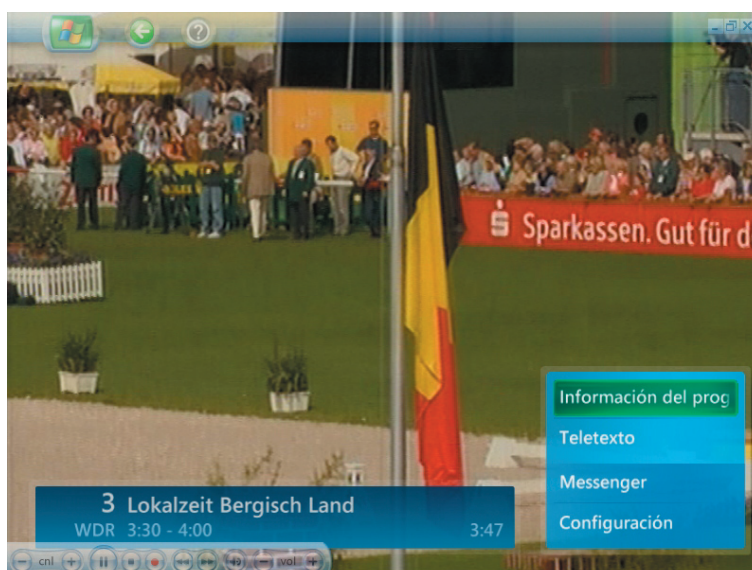 Sparkassen. Gut für d
Información del prog
Teletexto
Messenger
Configuración
3 Lokalzeit Bergisch Land
WDR 3:30 - 4:00 3:47
cnl vol